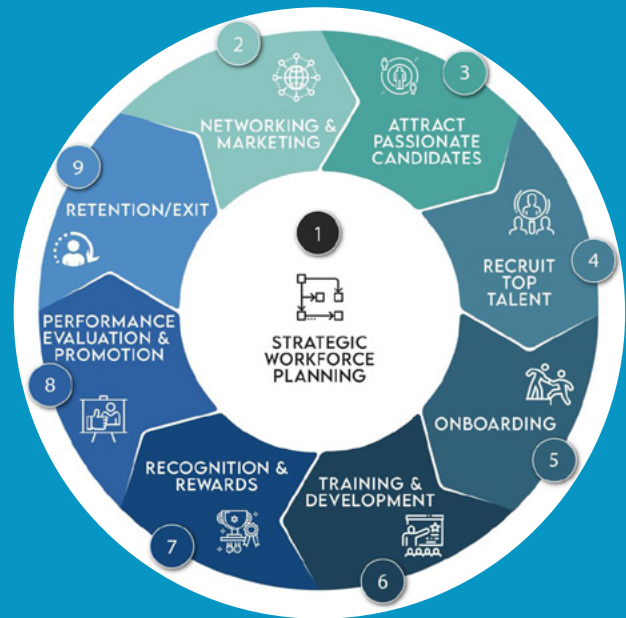 1
STRATEGIC
WORKFORCE
PLANNING
2
NETWORKING &
MARKETING
3
ATTRACT
PASSIONATE
CANDIDATES
4
RECRUIT
TOP
TALENT
5
ONBOARDING
6
TRAINING &
DEVELOPMENT
7
RECOGNITION &
REWARDS
8
PERFORMANCE
EVALUATION &
PROMOTION
9
RETENTION/EXIT